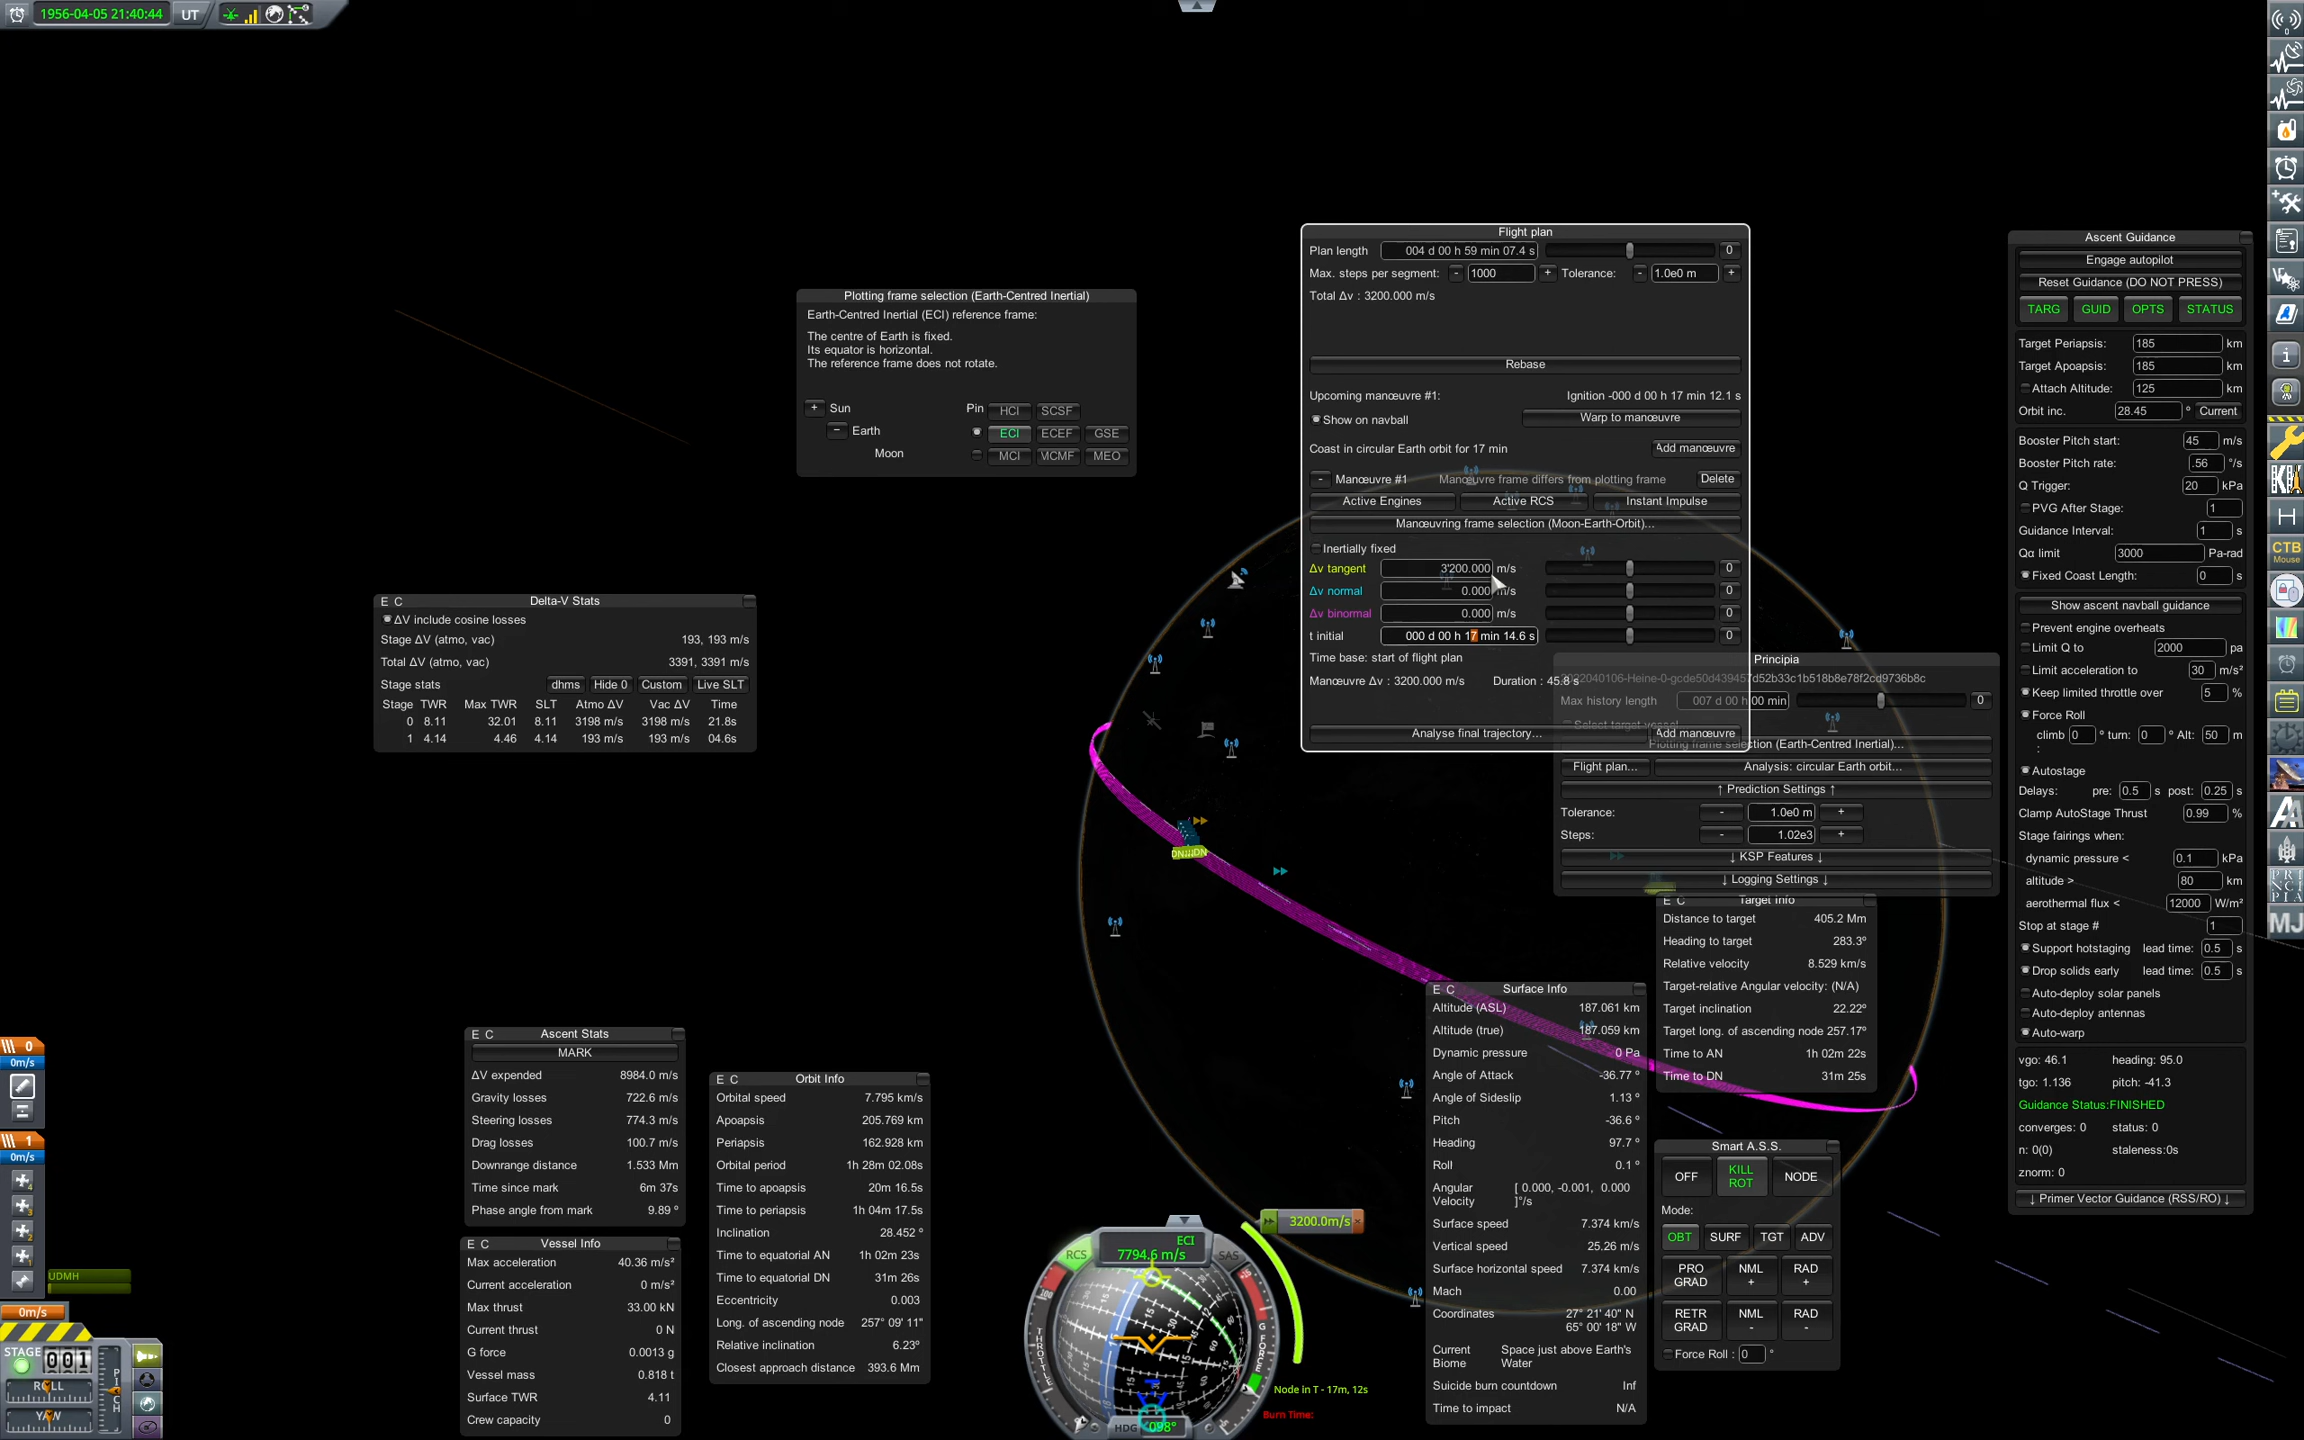 1956-04-05 21:40:44 UT
Flight plan
Plan length 004 d 00 h 59 min 07.4 s 0
Max. steps per segment: - 1000 + Tolerance: - 1.0e0 m +
Total Δv : 3200.000 m/s
Rebase
Upcoming manœuvre #1: Ignition -000 d 00 h 17 min 12.1 s
Show on navball Warp to manœuvre
Coast in circular Earth orbit for 17 min Add manœuvre
- Manœuvre #1 Manœuvre frame differs from plotting frame Delete
Active Engines Active RCS Instant Impulse
Manœuvring frame selection (Moon-Earth-Orbit)...
Inertially fixed
Δv tangent 3'200.000 m/s 0
Δv normal 0.000 m/s 0
Δv binormal 0.000 m/s 0
t initial 000 d 00 h 17 min 14.6 s 0
Time base: start of flight plan
Manœuvre Δv : 3200.000 m/s Duration : 45.8 s
Analyse final trajectory... Add manœuvre
Plotting frame selection (Earth-Centred Inertial)
Earth-Centred Inertial (ECI) reference frame:
The centre of Earth is fixed.
Its equator is horizontal.
The reference frame does not rotate.
+ Sun Pin HCI SCSF
- Earth ECI ECEF GSE
Moon MCI MCMF MEO
E C Delta-V Stats
ΔV include cosine losses
Stage ΔV (atmo, vac) 193, 193 m/s
Total ΔV (atmo, vac) 3391, 3391 m/s
Stage stats dhms Hide 0 Custom Live SLT
Stage TWR Max TWR SLT Atmo ΔV Vac ΔV Time
0 8.11 32.01 8.11 3198 m/s 3198 m/s 21.8s
1 4.14 4.46 4.14 193 m/s 193 m/s 04.6s
Principia
Max history length 007 d 00 h 00 min 0
Select target vessel
Plotting frame selection (Earth-Centred Inertial)...
Flight plan... Analysis: circular Earth orbit...
↑ Prediction Settings ↑
Tolerance: - 1.0e0 m +
Steps: - 1.02e3 +
↓ KSP Features ↓
↓ Logging Settings ↓
E C Target Info
Distance to target 405.2 Mm
Heading to target 283.3º
Relative velocity 8.529 km/s
Target-relative Angular velocity: (N/A)
Target inclination 22.22º
Target long. of ascending node 257.17º
Time to AN 1h 02m 22s
Time to DN 31m 25s
E C Surface Info
Altitude (ASL) 187.061 km
Altitude (true) 187.059 km
Dynamic pressure 0 Pa
Angle of Attack -36.77 º
Angle of Sideslip 1.13 º
Pitch -36.6 º
Heading 97.7 º
Roll 0.1 º
Angular Velocity [ 0.000, -0.001, 0.000 ]°/s
Surface speed 7.374 km/s
Vertical speed 25.26 m/s
Surface horizontal speed 7.374 km/s
Mach 0.00
Coordinates 27° 21' 40" N
65° 00' 18" W
Current Biome Space just above Earth's Water
Suicide burn countdown Inf
Time to impact N/A
Smart A.S.S.
OFF KILL ROT NODE
Mode:
OBT SURF TGT ADV
PRO GRAD NML + RAD +
RETR GRAD NML - RAD -
Force Roll : 0 °
E C Ascent Stats
MARK
ΔV expended 8984.0 m/s
Gravity losses 722.6 m/s
Steering losses 774.3 m/s
Drag losses 100.7 m/s
Downrange distance 1.533 Mm
Time since mark 6m 37s
Phase angle from mark 9.89 º
E C Vessel Info
Max acceleration 40.36 m/s²
Current acceleration 0 m/s²
Max thrust 33.00 kN
Current thrust 0 N
G force 0.0013 g
Vessel mass 0.818 t
Surface TWR 4.11
Crew capacity 0
E C Orbit Info
Orbital speed 7.795 km/s
Apoapsis 205.769 km
Periapsis 162.928 km
Orbital period 1h 28m 02.08s
Time to apoapsis 20m 16.5s
Time to periapsis 1h 04m 17.5s
Inclination 28.452 º
Time to equatorial AN 1h 02m 23s
Time to equatorial DN 31m 26s
Eccentricity 0.003
Long. of ascending node 257° 09' 11"
Relative inclination 6.23º
Closest approach distance 393.6 Mm
Ascent Guidance
Engage autopilot
Reset Guidance (DO NOT PRESS)
TARG GUID OPTS STATUS
Target Periapsis: 185 km
Target Apoapsis: 185 km
Attach Altitude: 125 km
Orbit inc. 28.45 º Current
Booster Pitch start: 45 m/s
Booster Pitch rate: .56 °/s
Q Trigger: 20 kPa
PVG After Stage: 1
Guidance Interval: 1 s
Qα limit 3000 Pa-rad
Fixed Coast Length: 0 s
Show ascent navball guidance
Prevent engine overheats
Limit Q to 2000 pa
Limit acceleration to 30 m/s²
Keep limited throttle over 5 %
Force Roll
climb : 0 º turn: 0 º Alt: 50 m
Autostage
Delays: pre: 0.5 s post: 0.25 s
Clamp AutoStage Thrust 0.99 %
Stage fairings when:
dynamic pressure < 0.1 kPa
altitude > 80 km
aerothermal flux < 12000 W/m²
Stop at stage # 1
Support hotstaging lead time: 0.5 s
Drop solids early lead time: 0.5 s
Auto-deploy solar panels
Auto-deploy antennas
Auto-warp
vgo: 46.1 heading: 95.0
tgo: 1.136 pitch: -41.3
Guidance Status:FINISHED
converges: 0 status: 0
n: 0(0) staleness:0s
znorm: 0
↓ Primer Vector Guidance (RSS/RO) ↓
0
0m/s
1
0m/s
UDMH
0m/s
STAGE 001
ROLL
YAW
PITCH
RCS ECI SAS
7794.6 m/s
THROTTLE
G FORCE
HDG 098°
3200.0m/s
Node in T - 17m, 12s
Burn Time:
CTB
Mouse
PRINCIPIA
MJ